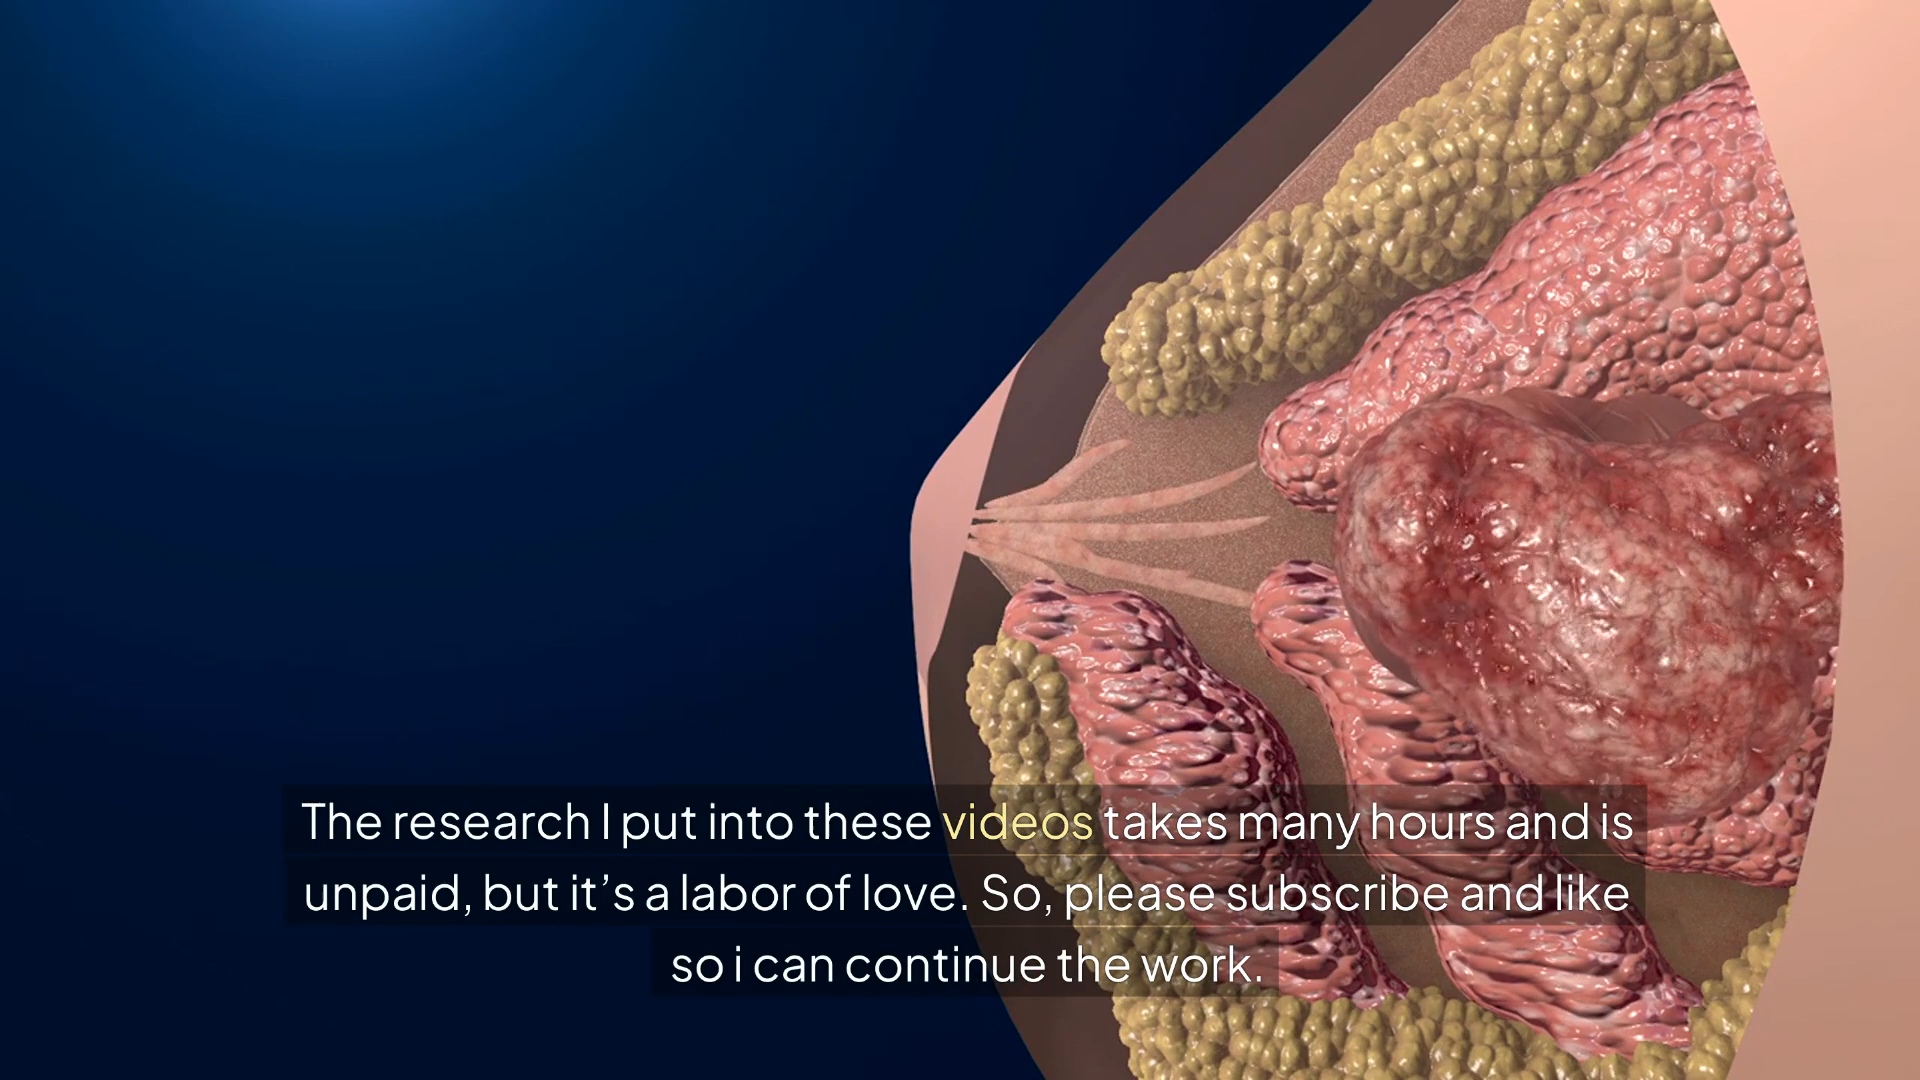 The research I put into these videos takes many hours and is
unpaid, but it’s a labor of love. So, please subscribe and like
so i can continue the work.